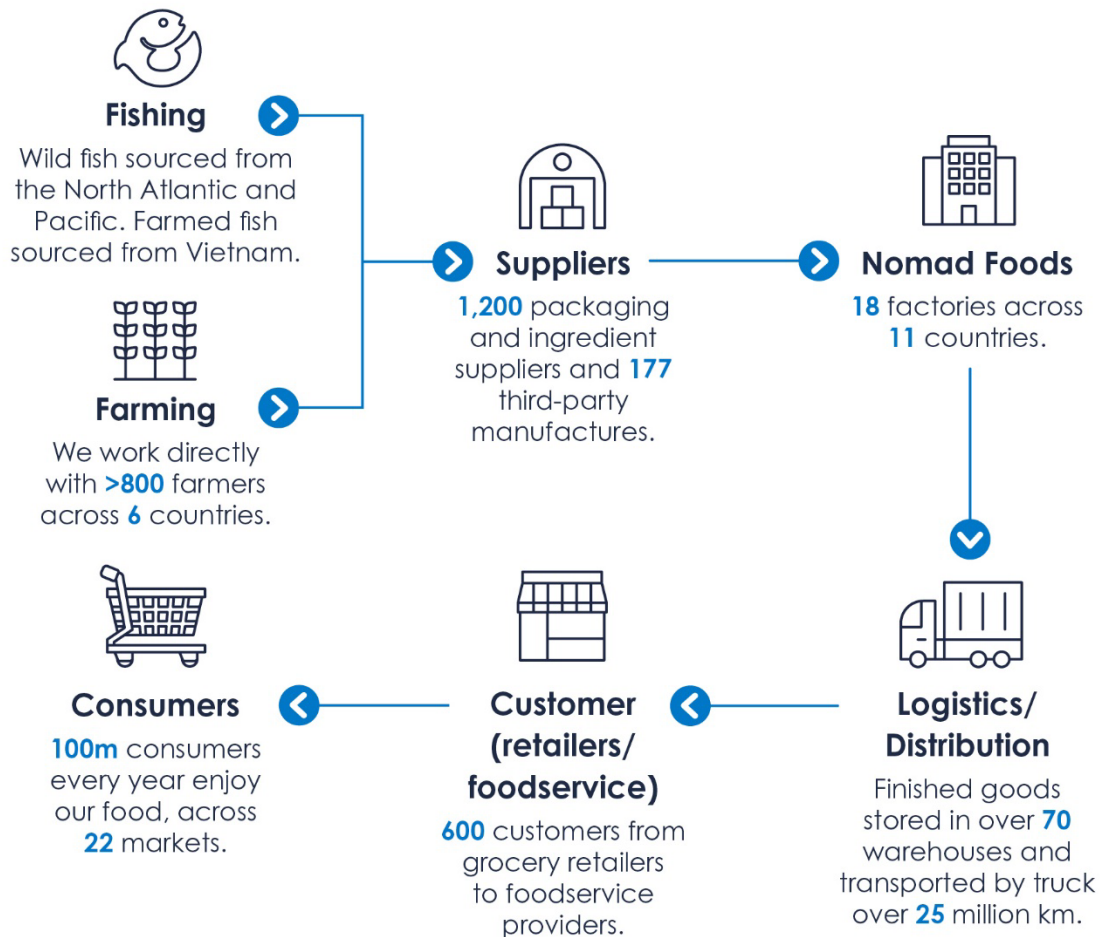 Fishing
Wild fish sourced from
the North Atlantic and
Pacific. Farmed fish
sourced from Vietnam.
Farming
We work directly
with >800 farmers
across 6 countries.
Suppliers
1,200 packaging
and ingredient
suppliers and 177
third-party
manufactures.
Nomad Foods
18 factories across
11 countries.
Logistics/
Distribution
Finished goods
stored in over 70
warehouses and
transported by truck
over 25 million km.
Customer
(retailers/
foodservice)
600 customers from
grocery retailers
to foodservice
providers.
Consumers
100m consumers
every year enjoy
our food, across
22 markets.